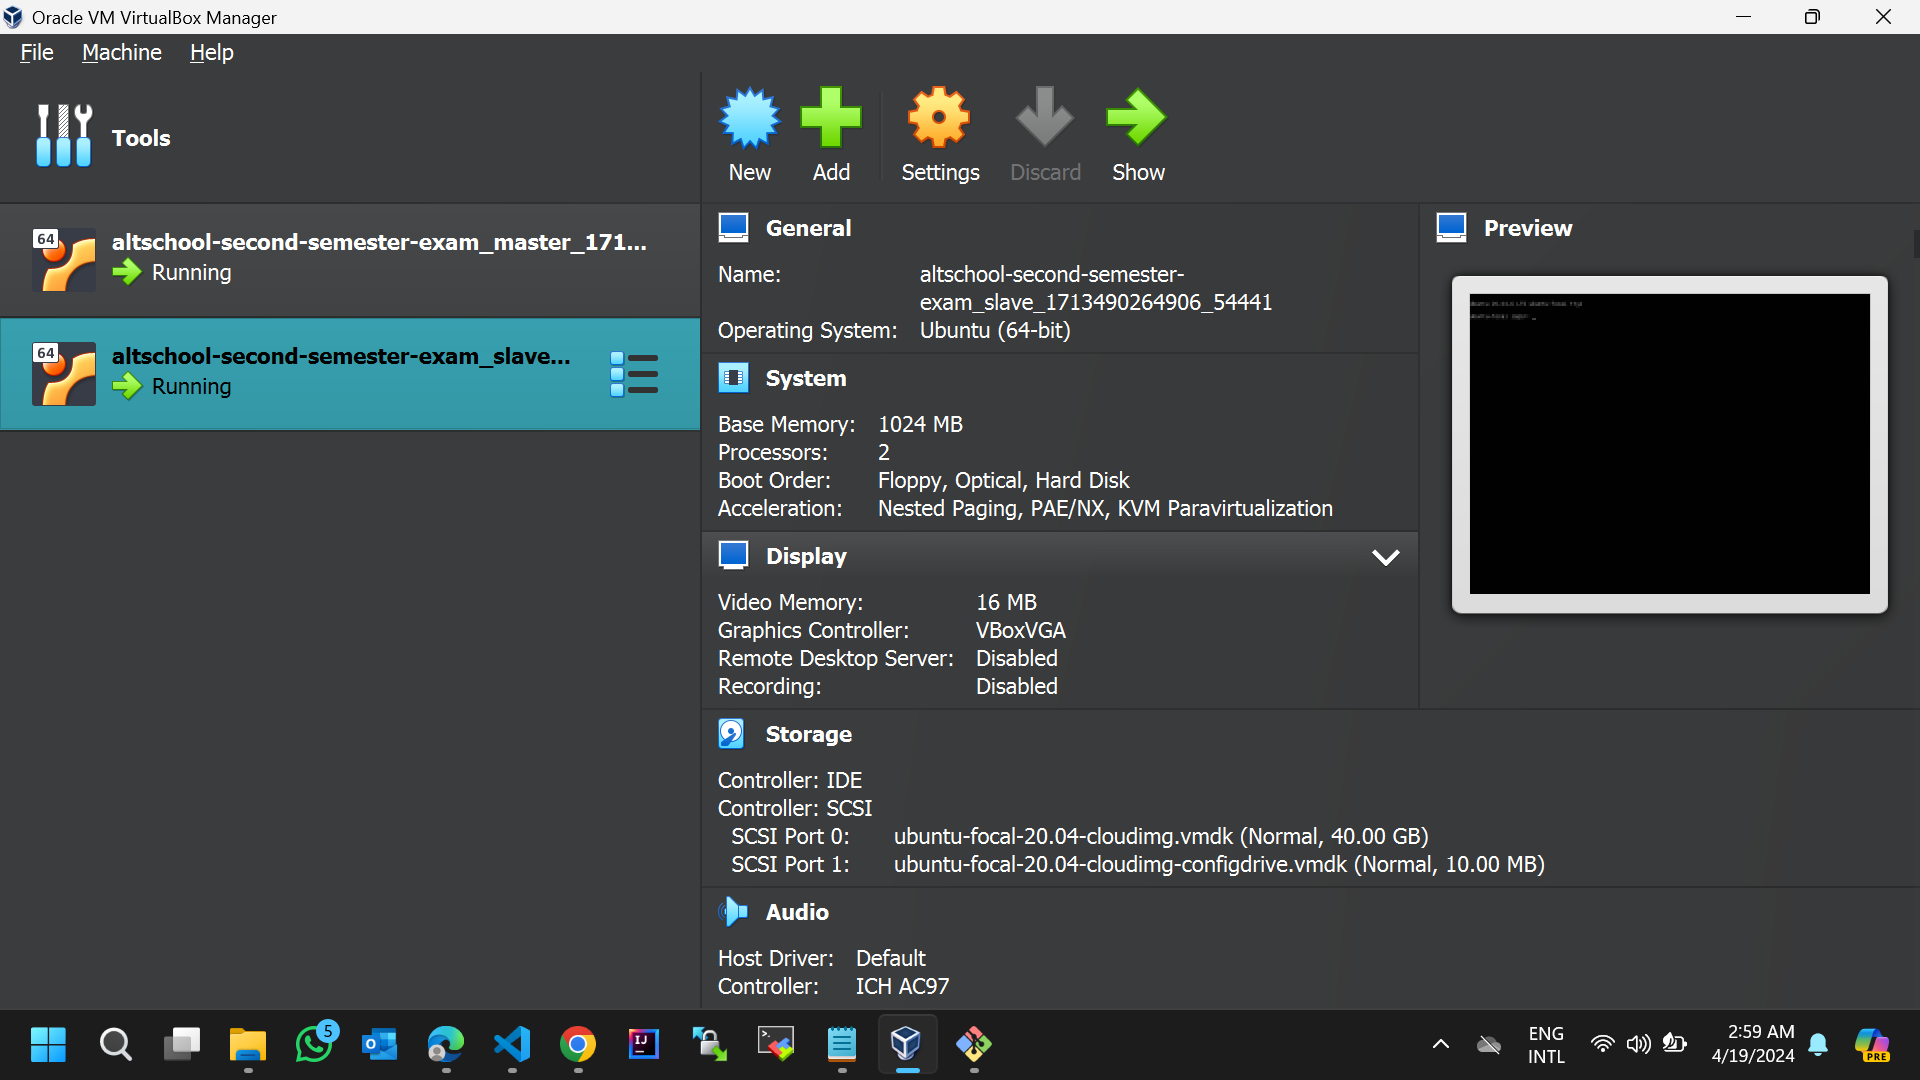 Oracle VM VirtualBox Manager
File Machine Help
Tools
New Add Settings Discard Show
64
altschool-second-semester-exam_master_171...
Running
64
altschool-second-semester-exam_slave...
Running
General
Name: altschool-second-semester-
exam_slave_1713490264906_54441
Operating System: Ubuntu (64-bit)
System
Base Memory: 1024 MB
Processors: 2
Boot Order: Floppy, Optical, Hard Disk
Acceleration: Nested Paging, PAE/NX, KVM Paravirtualization
Display
Video Memory: 16 MB
Graphics Controller: VBoxVGA
Remote Desktop Server: Disabled
Recording: Disabled
Storage
Controller: IDE
Controller: SCSI
SCSI Port 0: ubuntu-focal-20.04-cloudimg.vmdk (Normal, 40.00 GB)
SCSI Port 1: ubuntu-focal-20.04-cloudimg-configdrive.vmdk (Normal, 10.00 MB)
Audio
Host Driver: Default
Controller: ICH AC97
Preview
5
IJ
ENG
INTL
2:59 AM
4/19/2024
PRE